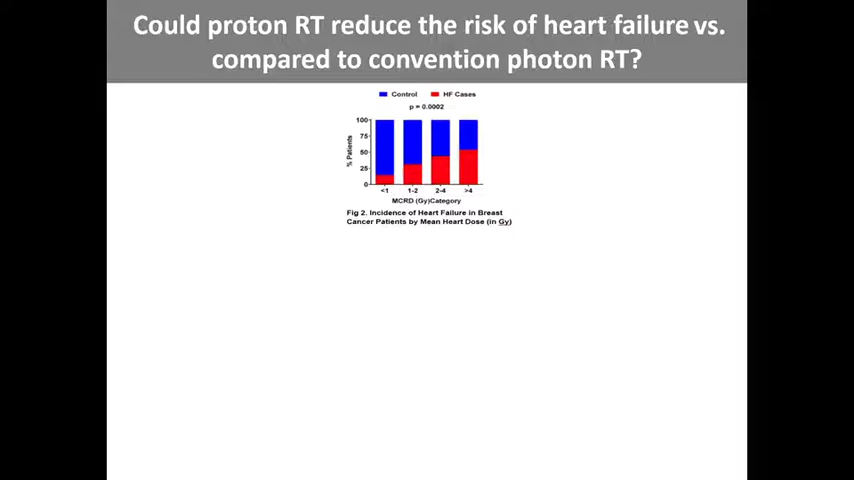 Could proton RT reduce the risk of heart failure vs.
compared to convention photon RT?
Control HF Cases
p = 0.0002
100
75
50
25
0
% Patients
<1 1-2 2-4 >4
MCRD (Gy)Category
Fig 2. Incidence of Heart Failure in Breast
Cancer Patients by Mean Heart Dose (in Gy)